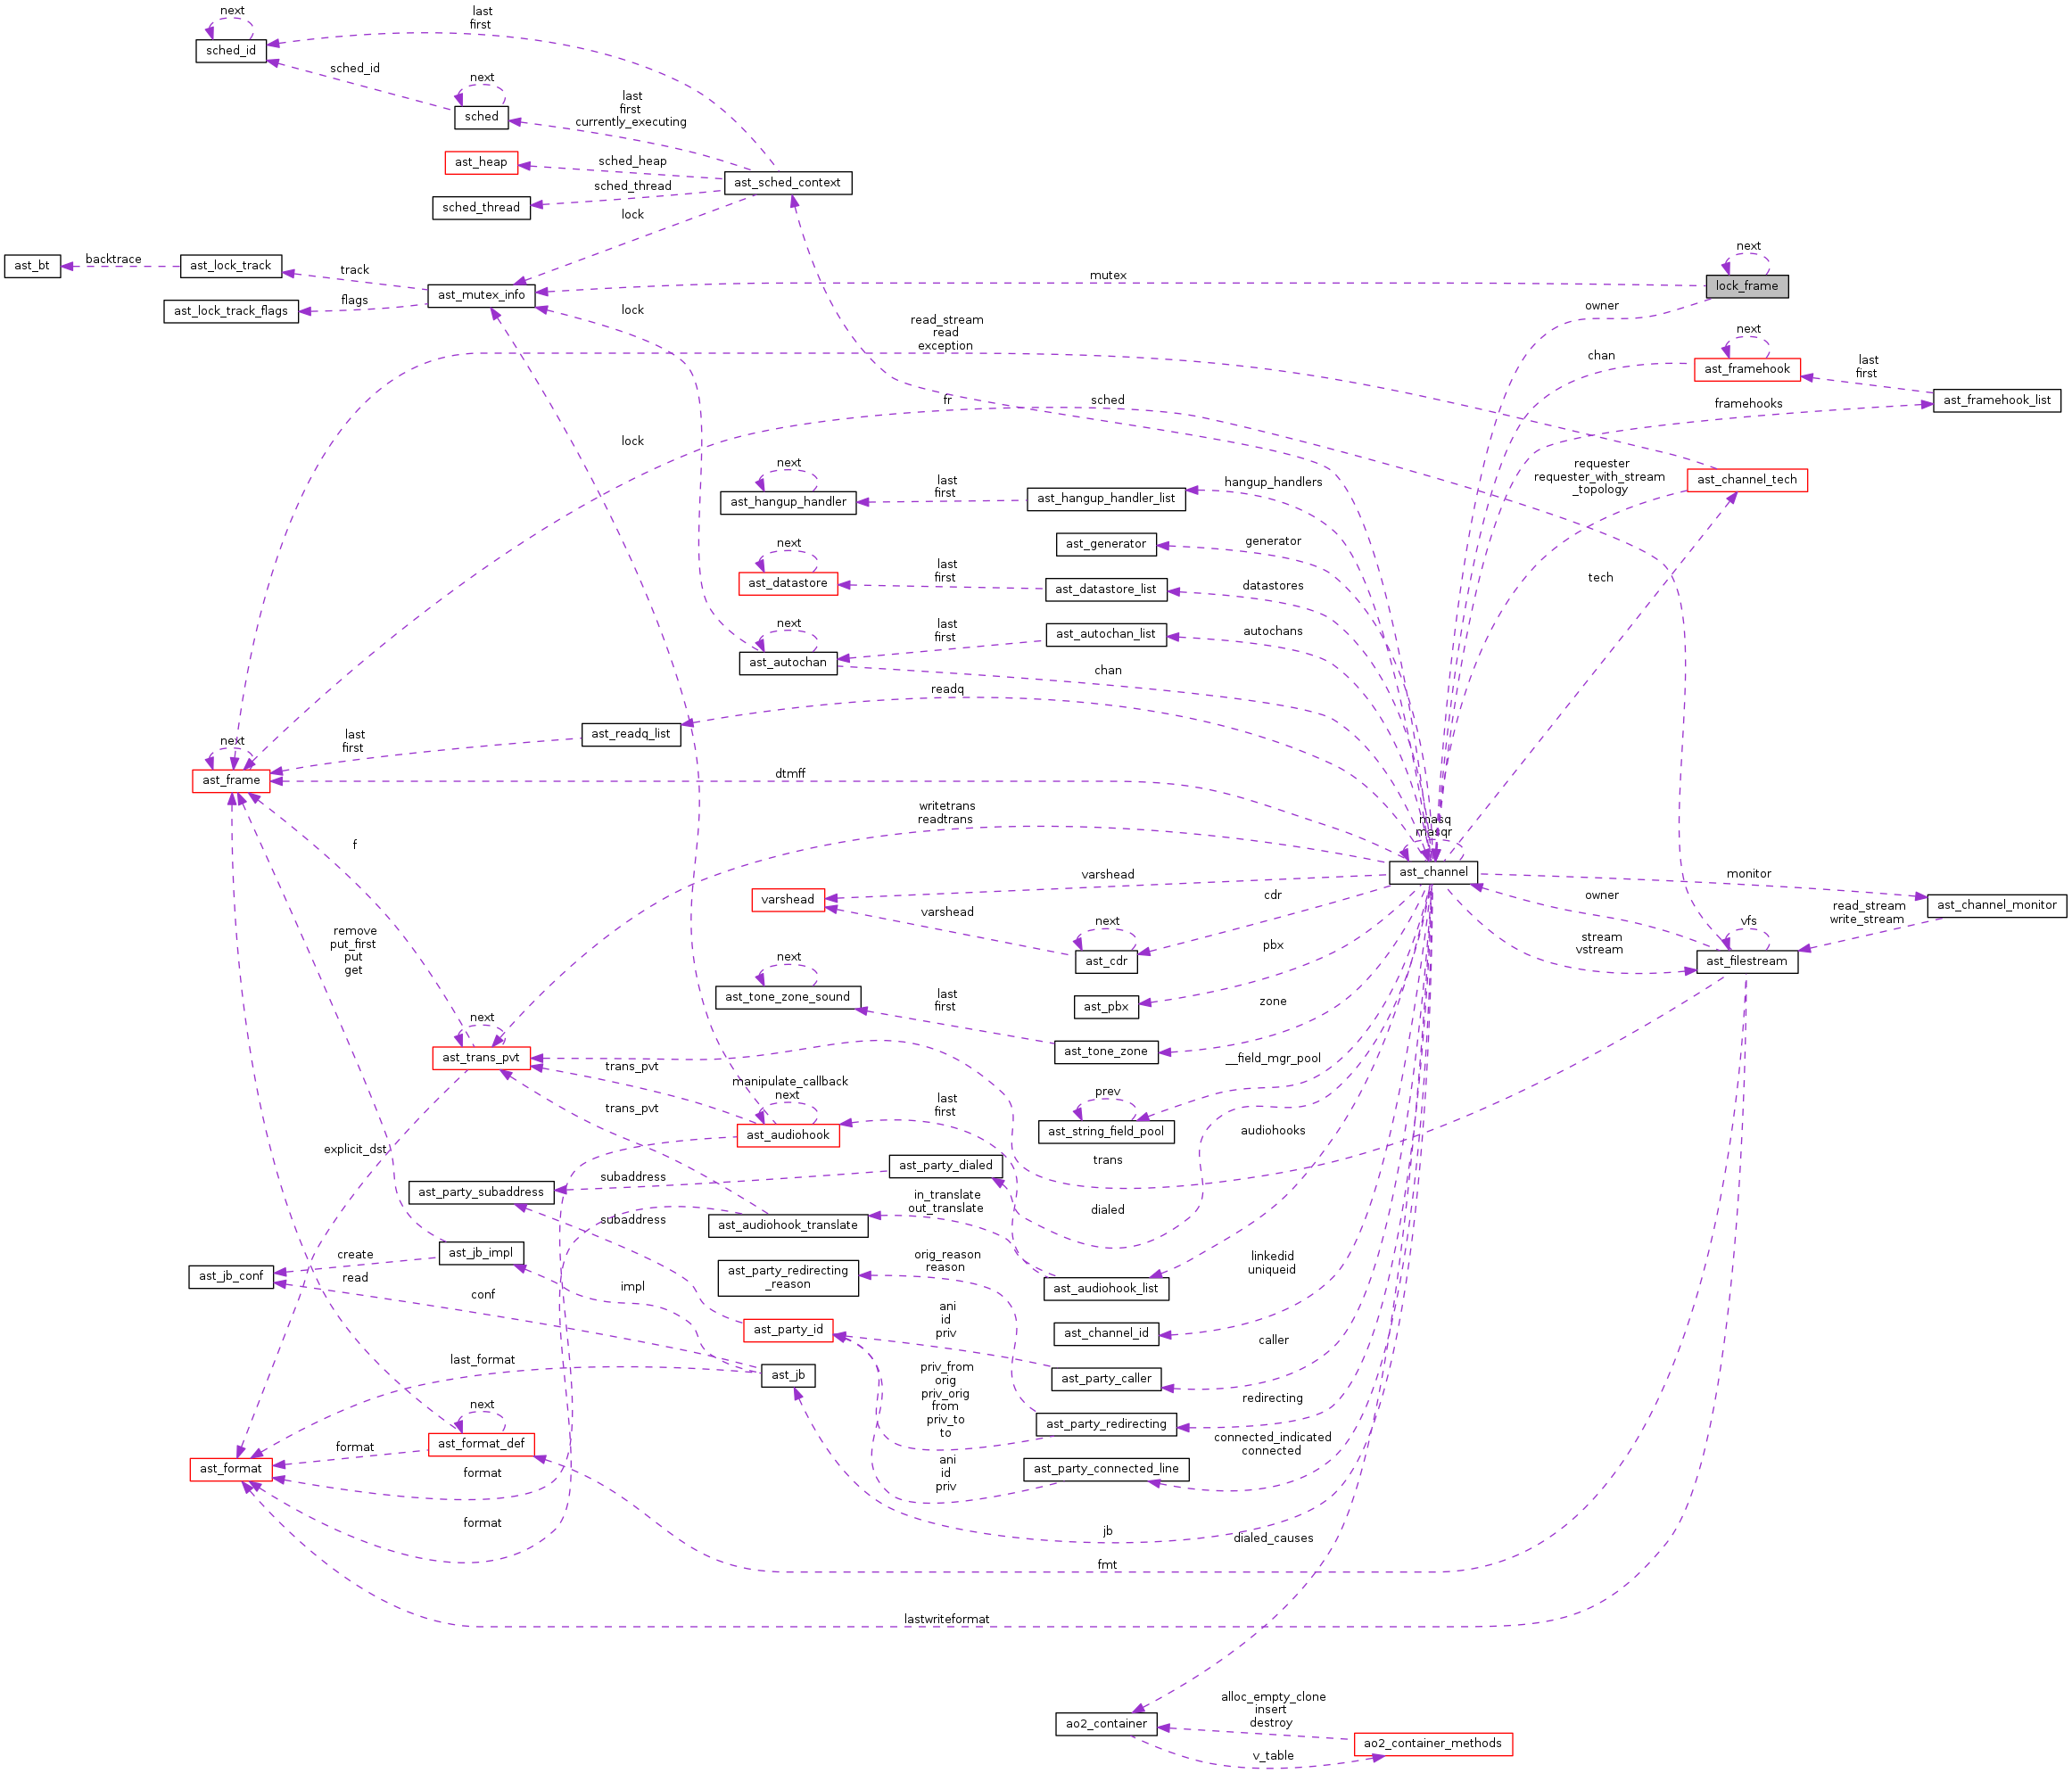 next
last
first
sched_id
sched_id
next
last
first
currently_executing
sched
ast_heap
sched_heap
ast_sched_context
sched_thread
sched_thread
lock
next
backtrace
ast_bt
ast_lock_track
track
mutex
lock_frame
ast_mutex_info
flags
ast_lock_track_flags
lock
owner
read_stream
read
exception
next
chan
ast_framehook
last
first
ast_framehook_list
fr
sched
framehooks
lock
next
requester
requester_with_stream
_topology
ast_channel_tech
last
first
hangup_handlers
ast_hangup_handler
ast_hangup_handler_list
next
ast_generator
generator
last
first
tech
ast_datastore
ast_datastore_list
datastores
next
last
first
ast_autochan_list
autochans
ast_autochan
chan
readq
ast_readq_list
last
first
next
ast_frame
dtmff
writetrans
readtrans
masq
masqr
f
ast_channel
varshead
monitor
varshead
cdr
ast_channel_monitor
varshead
next
owner
vfs
read_stream
write_stream
remove
put_first
put
get
pbx
stream
vstream
ast_cdr
ast_filestream
next
ast_tone_zone_sound
last
first
zone
ast_pbx
next
ast_tone_zone
ast_trans_pvt
trans_pvt
__field_mgr_pool
manipulate_callback
next
prev
trans_pvt
last
first
ast_audiohook
ast_string_field_pool
audiohooks
explicit_dst
ast_party_dialed
trans
subaddress
ast_party_subaddress
in_translate
out_translate
dialed
subaddress
ast_audiohook_translate
ast_jb_impl
create
orig_reason
reason
linkedid
uniqueid
ast_jb_conf
read
ast_party_redirecting
_reason
ast_audiohook_list
conf
impl
ani
id
priv
ast_party_id
ast_channel_id
caller
last_format
ast_jb
priv_from
orig
priv_orig
from
priv_to
to
ast_party_caller
next
redirecting
ast_party_redirecting
ast_format_def
format
connected_indicated
connected
ast_format
format
ani
id
priv
ast_party_connected_line
format
jb
dialed_causes
fmt
lastwriteformat
alloc_empty_clone
insert
destroy
ao2_container
ao2_container_methods
v_table